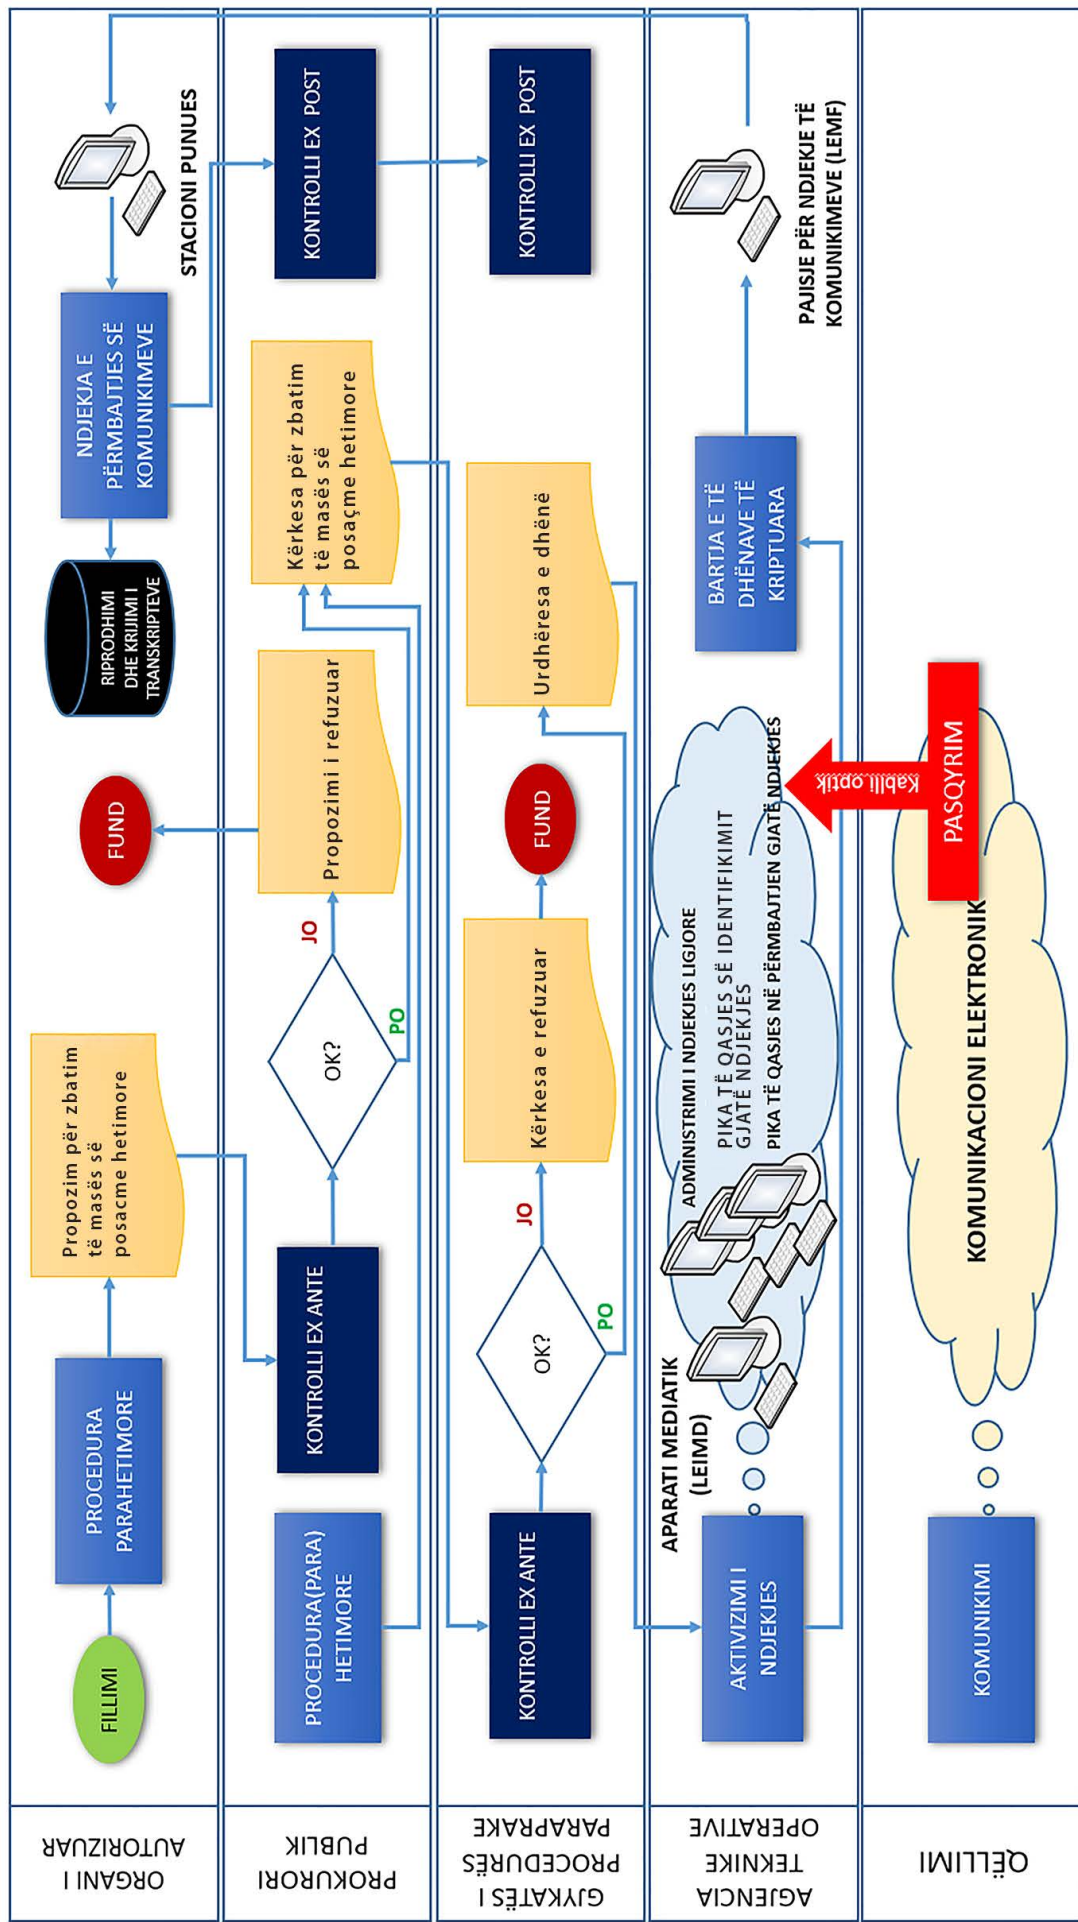 ORGANI I
AUTORIZUAR
FILLIMI
PROCEDURA
PARAHETIMORE
Propozim për zbatim
të masës së
posacme hetimore
FUND
RIPRODHIMI
DHE KRIJIMI I
TRANSKRIPTEVE
NDJEKJA E
PËRMBAJTJES SË
KOMUNIKIMEVE
STACIONI PUNUES
PROKURORI
PUBLIK
PROCEDURA(PARA)
HETIMORE
KONTROLLI EX ANTE
OK?
JO
PO
Propozimi i refuzuar
Kërkesa për zbatim
të masës së
posaçme hetimore
KONTROLLI EX POST
GJYKATËS I
PROCEDURËS
PARAPRAKE
KONTROLLI EX ANTE
OK?
JO
PO
Kërkesa e refuzuar
FUND
Urdhëresa e dhënë
KONTROLLI EX POST
AGJENCIA
TEKNIKE
OPERATIVE
AKTIVIZIMI I
NDJEKJES
APARATI MEDIATIK
(LEIMD)
ADMINISTRIMI I NDJEKJES LIGJORE
PIKA TË QASJES SË IDENTIFIKIMIT
GJATË NDJEKJES
PIKA TË QASJES NË PËRMBAJTJEN GJATË NDJEKJES
BARTJA E TË
DHËNAVE TË
KRIPTUARA
PAJISJE PËR NDJEKJE TË
KOMUNIKIMEVE (LEMF)
QËLLIMI
KOMUNIKIMI
KOMUNIKACIONI ELEKTRONIK
PASQYRIM
Kablli optik